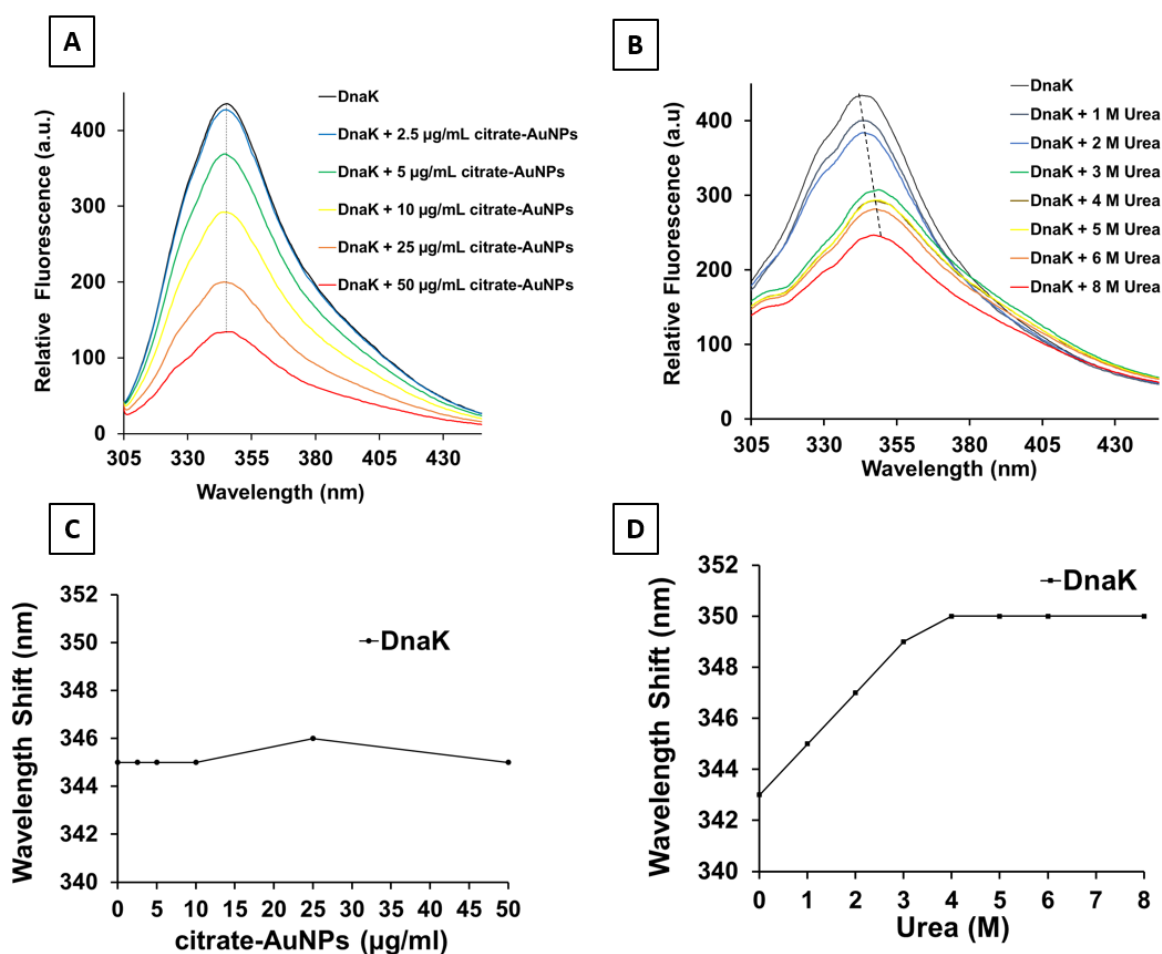 A
Relative Fluorescence (a.u.)
400
300
200
100
0
305 330 355 380 405 430
Wavelength (nm)
DnaK
DnaK + 2.5 µg/mL citrate-AuNPs
DnaK + 5 µg/mL citrate-AuNPs
DnaK + 10 µg/mL citrate-AuNPs
DnaK + 25 µg/mL citrate-AuNPs
DnaK + 50 µg/mL citrate-AuNPs
B
Relative Fluorescence (a.u)
400
300
200
100
0
305 330 355 380 405 430
Wavelength (nm)
DnaK
DnaK + 1 M Urea
DnaK + 2 M Urea
DnaK + 3 M Urea
DnaK + 4 M Urea
DnaK + 5 M Urea
DnaK + 6 M Urea
DnaK + 8 M Urea
C
Wavelength Shift (nm)
352
350
348
346
344
342
340
0 5 10 15 20 25 30 35 40 45 50
citrate-AuNPs (µg/ml)
DnaK
D
Wavelength Shift (nm)
352
350
348
346
344
342
340
0 1 2 3 4 5 6 7 8
Urea (M)
DnaK